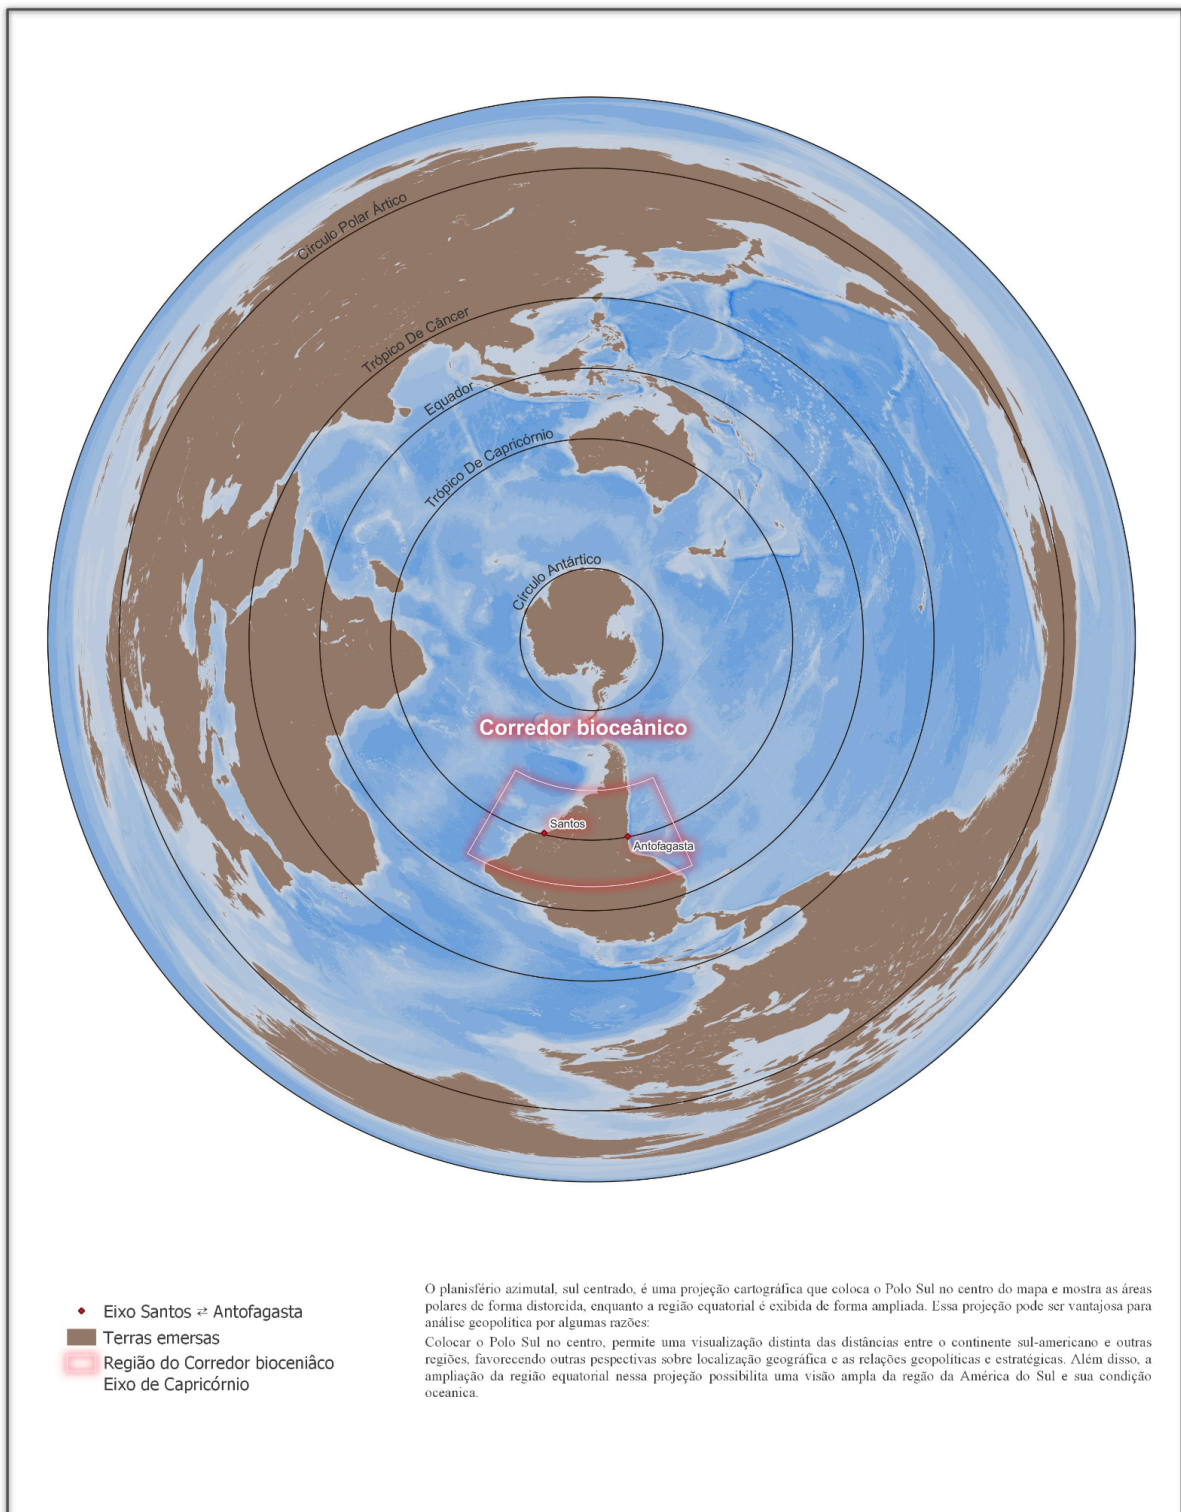 Círculo Polar Ártico
Trópico De Câncer
Equador
Trópico De Capricórnio
Círculo Antártico
Corredor bioceânico
Santos
Antofagasta
Eixo Santos ⇄ Antofagasta
Terras emersas
Região do Corredor bioceniâco
Eixo de Capricórnio
O planisfério azimutal, sul centrado, é uma projeção cartográfica que coloca o Polo Sul no centro do mapa e mostra as áreas
polares de forma distorcida, enquanto a região equatorial é exibida de forma ampliada. Essa projeção pode ser vantajosa para
análise geopolítica por algumas razões:
Colocar o Polo Sul no centro, permite uma visualização distinta das distâncias entre o continente sul-americano e outras
regiões, favorecendo outras pespectivas sobre localização geográfica e as relações geopolíticas e estratégicas. Além disso, a
ampliação da região equatorial nessa projeção possibilita uma visão ampla da regão da América do Sul e sua condição
oceanica.